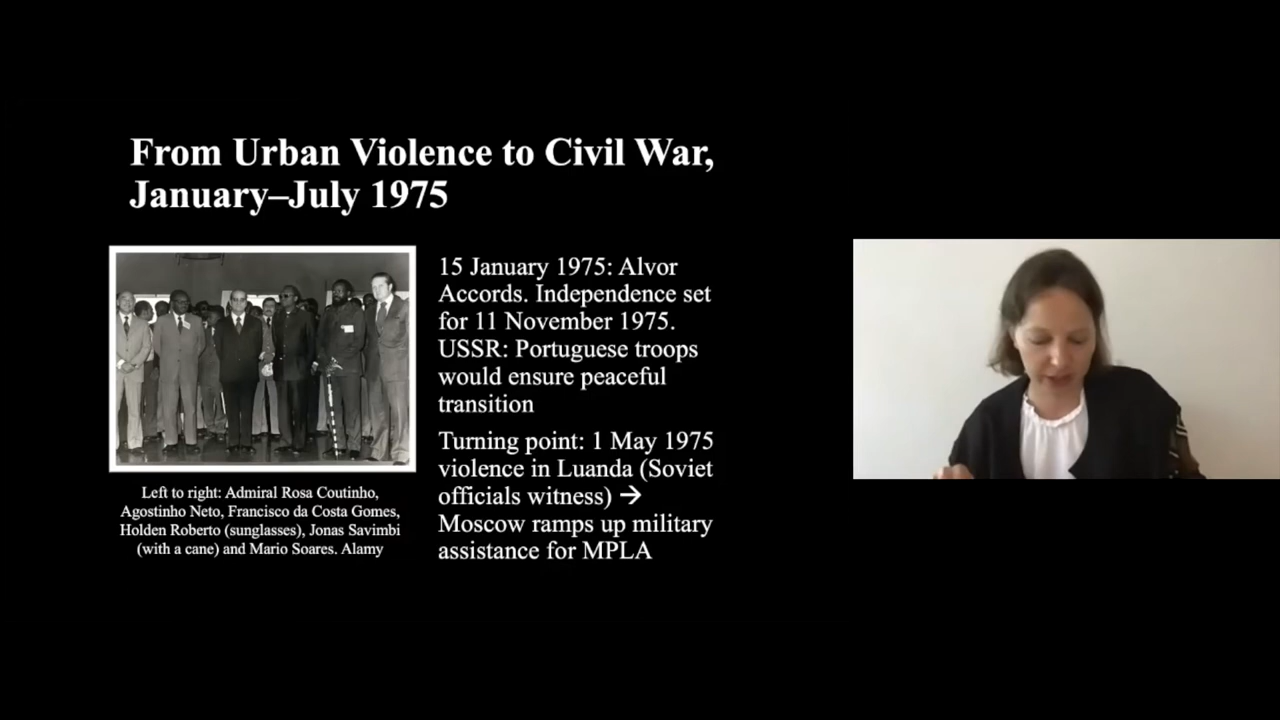 From Urban Violence to Civil War,
January–July 1975
15 January 1975: Alvor
Accords. Independence set
for 11 November 1975.
USSR: Portuguese troops
would ensure peaceful
transition
Turning point: 1 May 1975
violence in Luanda (Soviet
officials witness) →
Moscow ramps up military
assistance for MPLA
Left to right: Admiral Rosa Coutinho,
Agostinho Neto, Francisco da Costa Gomes,
Holden Roberto (sunglasses), Jonas Savimbi
(with a cane) and Mario Soares. Alamy